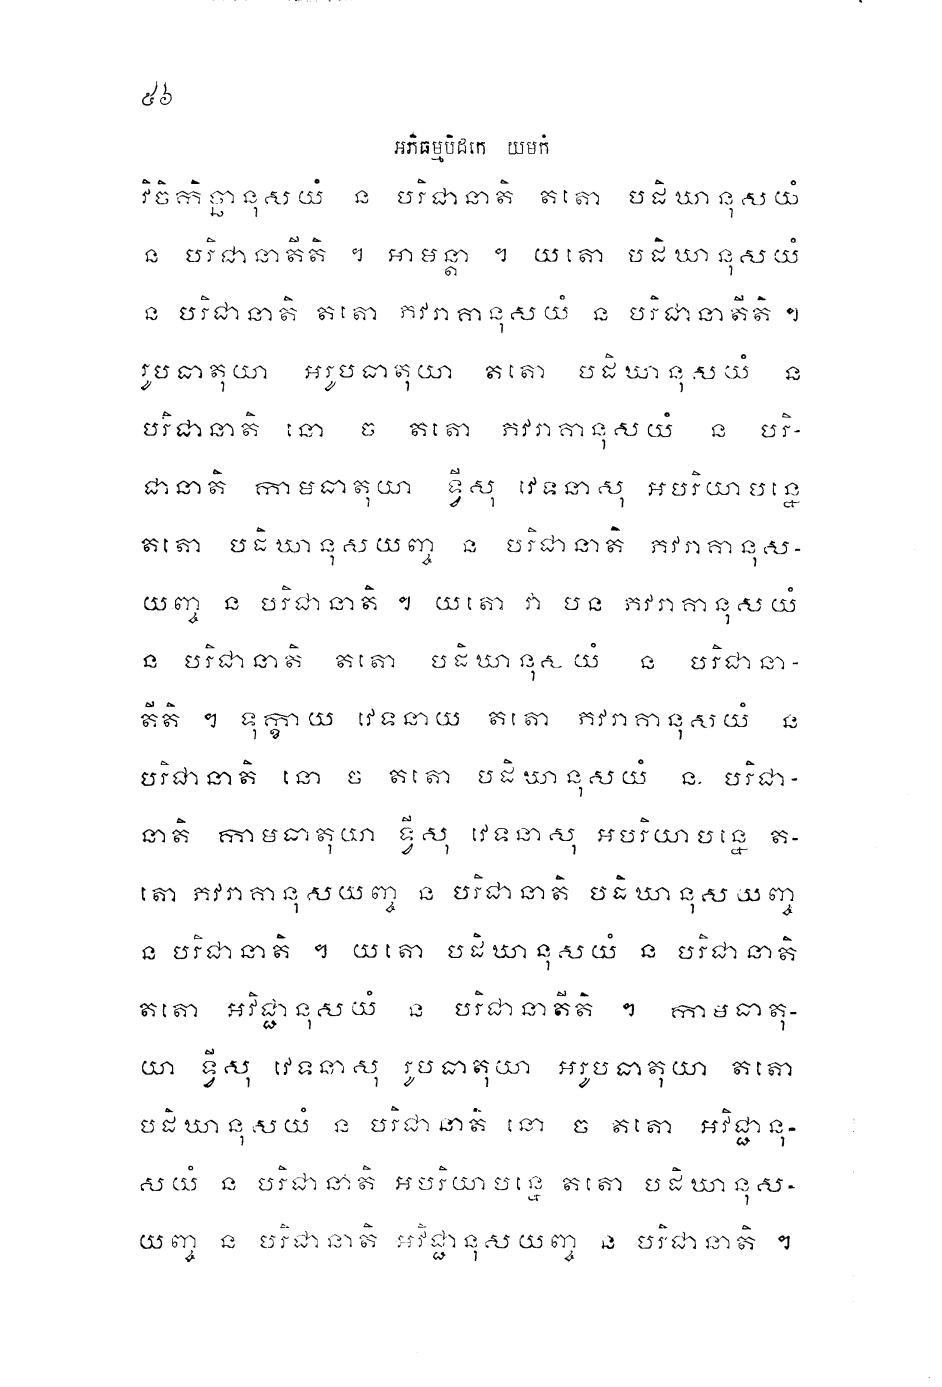 ៥៦
អភិធម្មបិដកេ យមកំ
វិចិកិច្ឆានុសយំ ន បរិជានាតិ តតោ បដិឃានុសយំ
ន បរិជានាតីតិ ។ អាមន្តា ។ យតោ បដិឃានុសយំ
ន បរិជានាតិ តតោ ភវរាគានុសយំ ន បរិជានាតីតិ ។
រូបធាតុយា អរូបធាតុយា តតោ បដិឃានុសយំ ន
បរិជានាតិ នោ ច តតោ ភវរាគានុសយំ ន បរិ-
ជានាតិ កាមធាតុយា ទ្វីសុ វេទនាសុ អបរិយាបន្នេ
តតោ បដិឃានុសយញ្ច ន បរិជានាតិ ភវរាគានុស-
យញ្ច ន បរិជានាតិ ។ យតោ វា បន ភវរាគានុសយំ
ន បរិជានាតិ តតោ បដិឃានុសយំ ន បរិជានា-
តីតិ ។ ទុក្ខាយ វេទនាយ តតោ ភវរាគានុសយំ ន
បរិជានាតិ នោ ច តតោ បដិឃានុសយំ ន បរិជា-
នាតិ កាមធាតុយា ទ្វីសុ វេទនាសុ អបរិយាបន្នេ ត-
តោ ភវរាគានុសយញ្ច ន បរិជានាតិ បដិឃានុសយញ្ច
ន បរិជានាតិ ។ យតោ បដិឃានុសយំ ន បរិជានាតិ
តតោ អវិជ្ជានុសយំ ន បរិជានាតីតិ ។ កាមធាតុ-
យា ទ្វីសុ វេទនាសុ រូបធាតុយា អរូបធាតុយា តតោ
បដិឃានុសយំ ន បរិជានាតិ នោ ច តតោ អវិជ្ជានុ-
សយំ ន បរិជានាតិ អបរិយាបន្នេ តតោ បដិឃានុស-
យញ្ច ន បរិជានាតិ អវិជ្ជានុសយញ្ច ន បរិជានាតិ ។